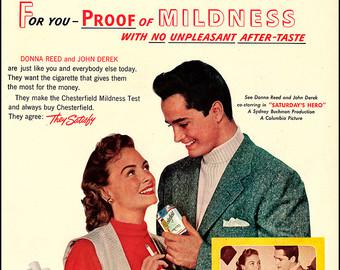 FOR YOU – PROOF OF MILDNESS
WITH NO UNPLEASANT AFTER-TASTE
DONNA REED and JOHN DEREK
are just like you and everybody else today.
They want the cigarette that gives them
the most for the money.
They make the Chesterfield Mildness Test
and always buy Chesterfield.
They agree: They Satisfy
See Donna Reed and John Derek
co-starring in "SATURDAY'S HERO"
A Sydney Buchman Production
A Columbia Picture